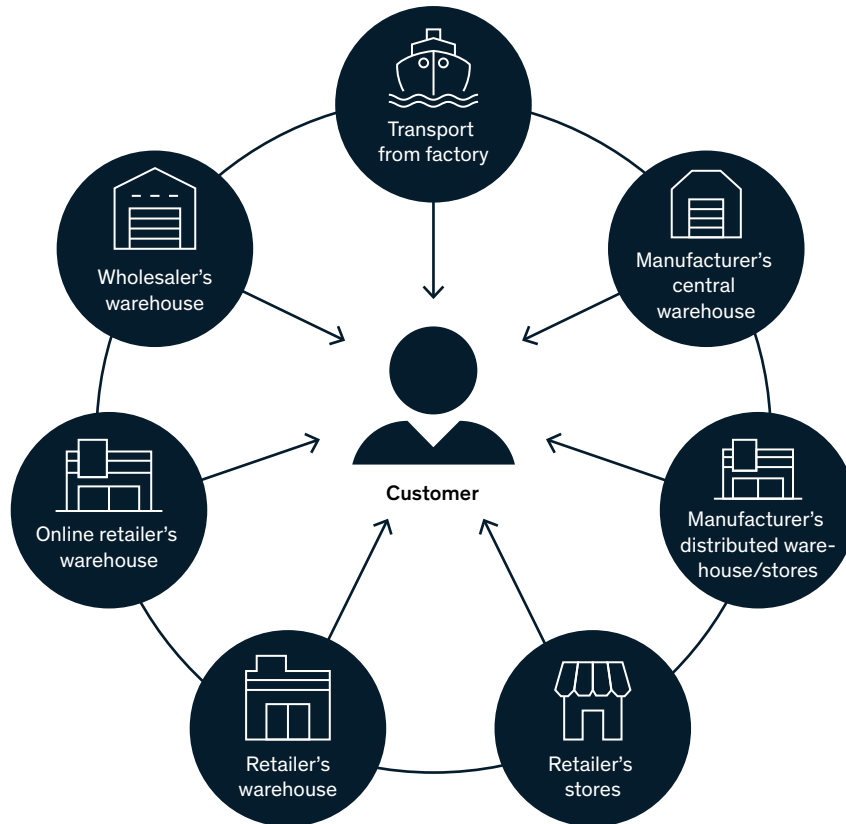 Transport
from factory
Manufacturer's
central
warehouse
Manufacturer's
distributed ware-
house/stores
Retailer's
stores
Retailer's
warehouse
Online retailer's
warehouse
Wholesaler's
warehouse
Customer